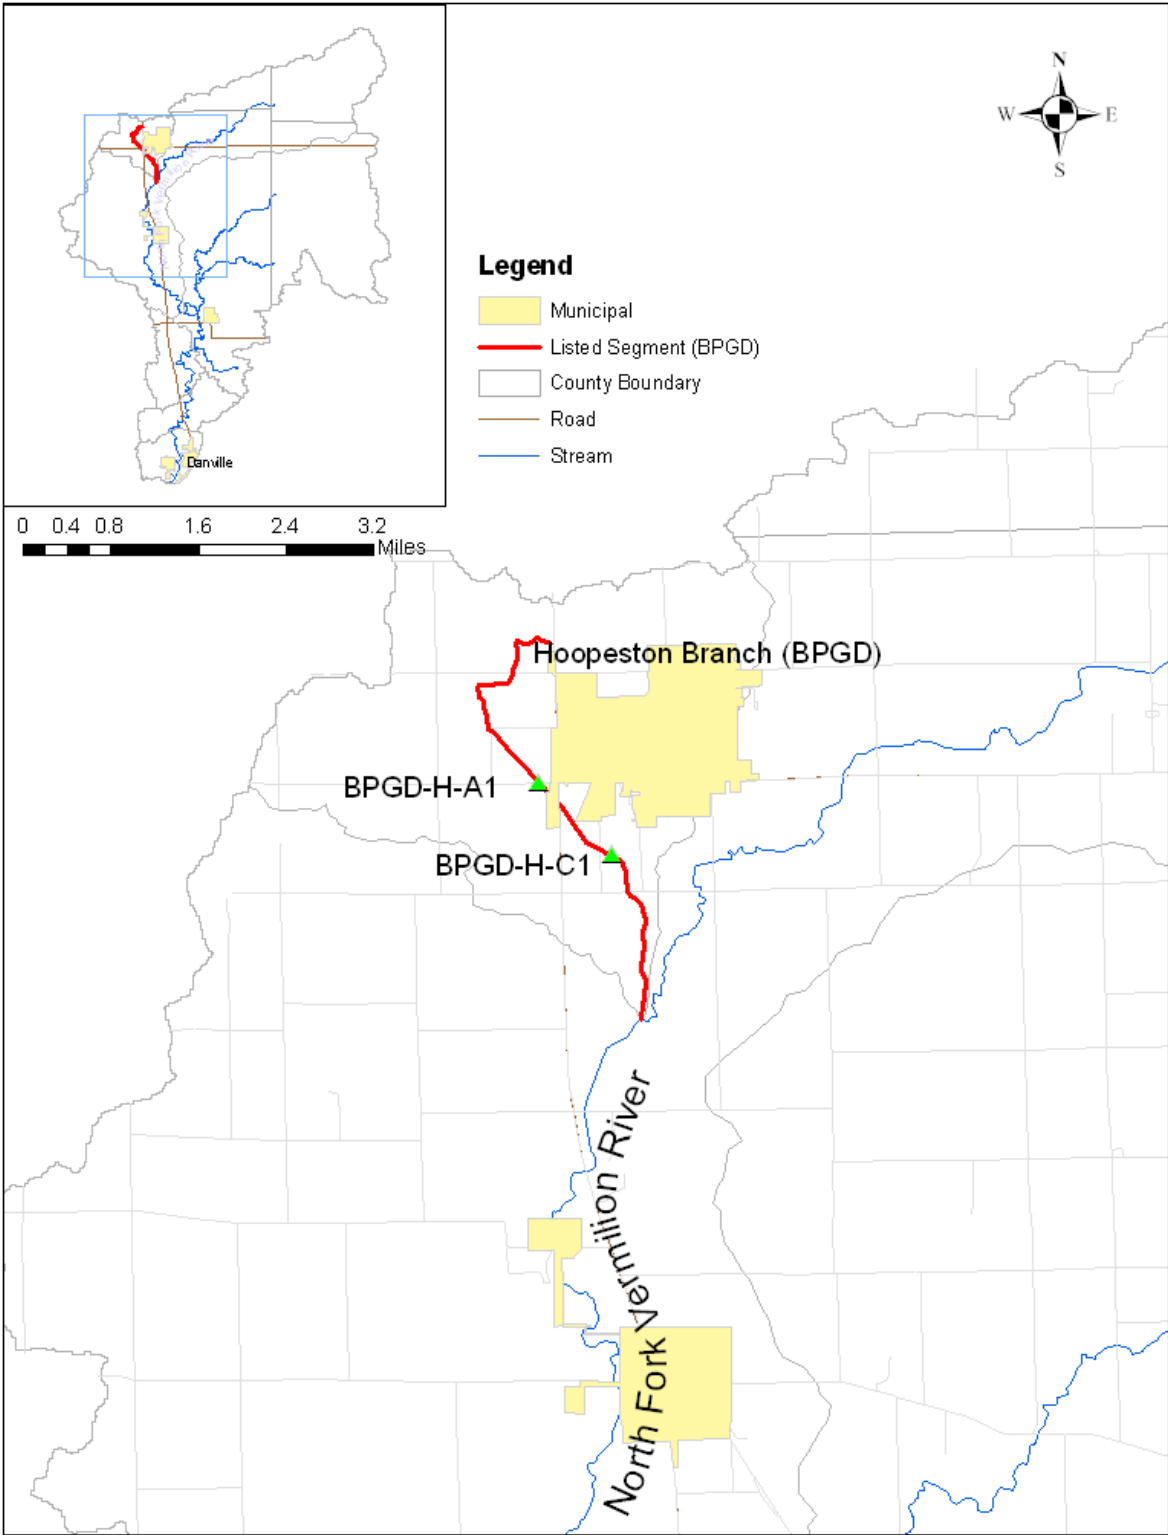 N
W E
S
Danville
Legend
Municipal
Listed Segment (BPGD)
County Boundary
Road
Stream
0 0.4 0.8 1.6 2.4 3.2
Miles
Hoopeston Branch (BPGD)
BPGD-H-A1
BPGD-H-C1
North Fork Vermilion River